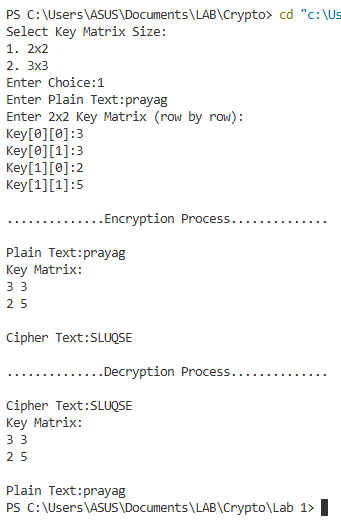 PS C:\Users\ASUS\Documents\LAB\Crypto> cd "c:\Us
Select Key Matrix Size:
1. 2x2
2. 3x3
Enter Choice:1
Enter Plain Text:prayag
Enter 2x2 Key Matrix (row by row):
Key[0][0]:3
Key[0][1]:3
Key[1][0]:2
Key[1][1]:5
..............Encryption Process..............
Plain Text:prayag
Key Matrix:
3 3
2 5
Cipher Text:SLUQSE
..............Decryption Process..............
Cipher Text:SLUQSE
Key Matrix:
3 3
2 5
Plain Text:prayag
PS C:\Users\ASUS\Documents\LAB\Crypto\Lab 1>